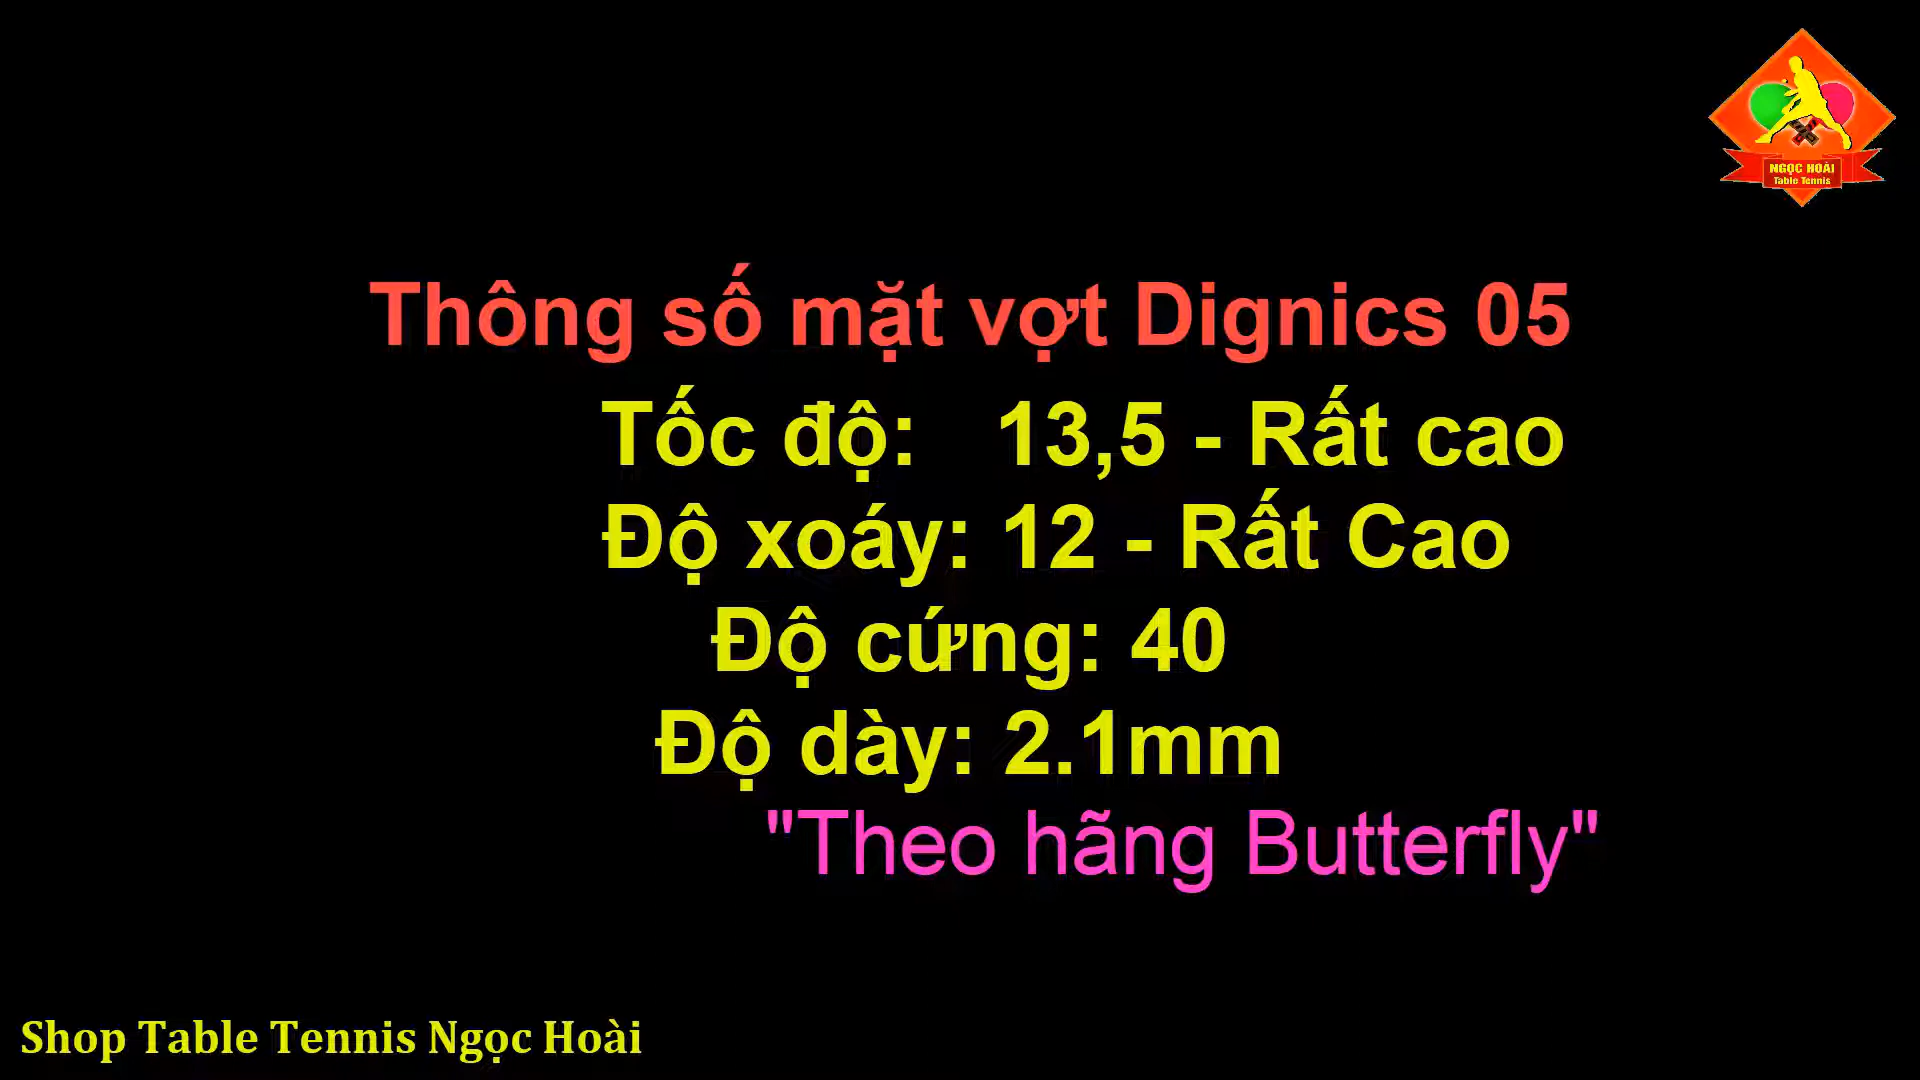 NGỌC HOÀI
Table Tennis
Thông số mặt vợt Dignics 05
Tốc độ: 13,5 - Rất cao
Độ xoáy: 12 - Rất Cao
Độ cứng: 40
Độ dày: 2.1mm
"Theo hãng Butterfly"
Shop Table Tennis Ngọc Hoài